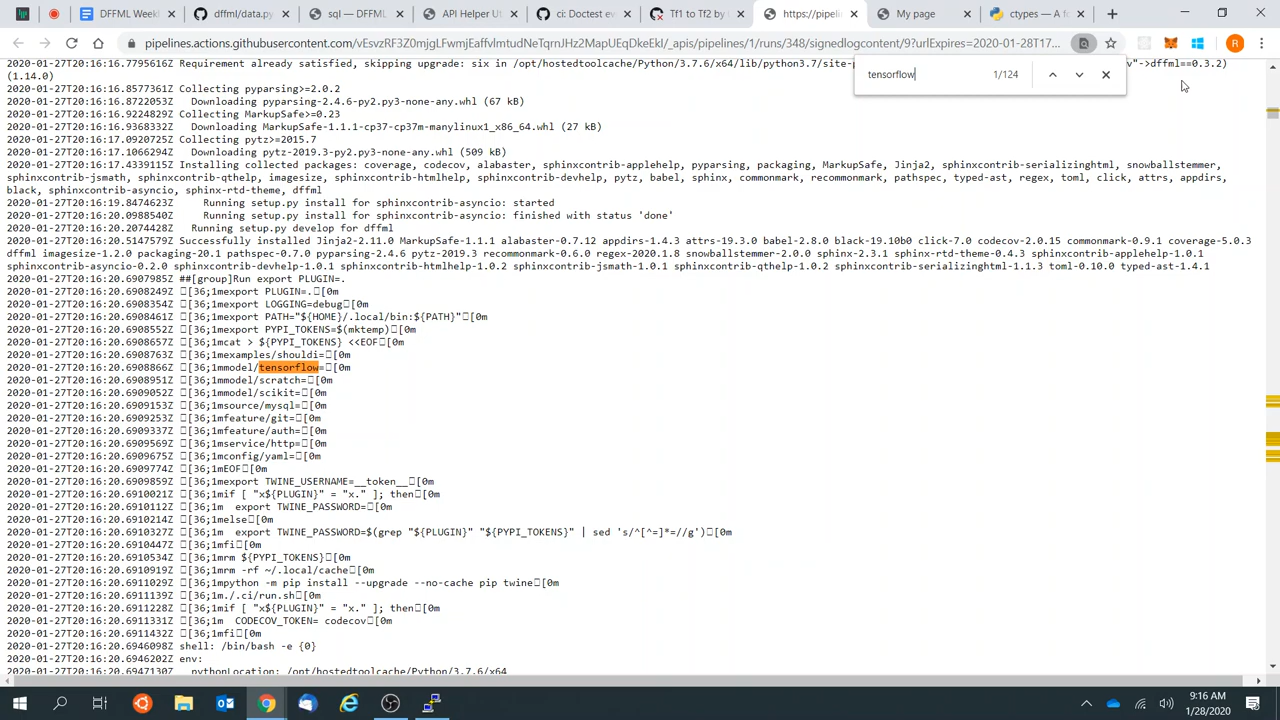 DFFML Weekl
dffml/data.py
sql — DFFML
API Helper Ut
ci: Doctest e
Tf1 to Tf2 by
https://pipelin
My page
ctypes — A fo
pipelines.actions.githubusercontent.com/vEsvzRF3Z0mjgLFwmjEaffvlmtudNoTqrnJHz2MapUEqDkeEkI/_apis/pipelines/1/runs/348/signedlogcontent/9?urlExpires=2020-01-28T17...
tensorflow
1/124
2020-01-27T20:16:16.7795616Z Requirement already satisfied, skipping upgrade: six in /opt/hostedtoolcache/Python/3.7.6/x64/lib/python3.7/site-p v"->dffml==0.3.2)
(1.14.0)
2020-01-27T20:16:16.8577361Z Collecting pyparsing>=2.0.2
2020-01-27T20:16:16.8722053Z   Downloading pyparsing-2.4.6-py2.py3-none-any.whl (67 kB)
2020-01-27T20:16:16.9224829Z Collecting MarkupSafe>=0.23
2020-01-27T20:16:16.9368332Z   Downloading MarkupSafe-1.1.1-cp37-cp37m-manylinux1_x86_64.whl (27 kB)
2020-01-27T20:16:17.0920725Z Collecting pytz>=2015.7
2020-01-27T20:16:17.1066294Z   Downloading pytz-2019.3-py2.py3-none-any.whl (509 kB)
2020-01-27T20:16:17.4339115Z Installing collected packages: coverage, codecov, alabaster, sphinxcontrib-applehelp, pyparsing, packaging, MarkupSafe, Jinja2, sphinxcontrib-serializinghtml, snowballstemmer,
sphinxcontrib-jsmath, sphinxcontrib-qthelp, imagesize, sphinxcontrib-htmlhelp, sphinxcontrib-devhelp, pytz, babel, sphinx, commonmark, recommonmark, pathspec, typed-ast, regex, toml, click, attrs, appdirs,
black, sphinxcontrib-asyncio, sphinx-rtd-theme, dffml
2020-01-27T20:16:19.8474623Z     Running setup.py install for sphinxcontrib-asyncio: started
2020-01-27T20:16:20.0988540Z     Running setup.py install for sphinxcontrib-asyncio: finished with status 'done'
2020-01-27T20:16:20.2074428Z   Running setup.py develop for dffml
2020-01-27T20:16:20.5147579Z Successfully installed Jinja2-2.11.0 MarkupSafe-1.1.1 alabaster-0.7.12 appdirs-1.4.3 attrs-19.3.0 babel-2.8.0 black-19.10b0 click-7.0 codecov-2.0.15 commonmark-0.9.1 coverage-5.0.3
dffml imagesize-1.2.0 packaging-20.1 pathspec-0.7.0 pyparsing-2.4.6 pytz-2019.3 recommonmark-0.6.0 regex-2020.1.8 snowballstemmer-2.0.0 sphinx-2.3.1 sphinx-rtd-theme-0.4.3 sphinxcontrib-applehelp-1.0.1
sphinxcontrib-asyncio-0.2.0 sphinxcontrib-devhelp-1.0.1 sphinxcontrib-htmlhelp-1.0.2 sphinxcontrib-jsmath-1.0.1 sphinxcontrib-qthelp-1.0.2 sphinxcontrib-serializinghtml-1.1.3 toml-0.10.0 typed-ast-1.4.1
2020-01-27T20:16:20.6907985Z ##[group]Run export PLUGIN=.
2020-01-27T20:16:20.6908249Z [36;1mexport PLUGIN=.[0m
2020-01-27T20:16:20.6908354Z [36;1mexport LOGGING=debug[0m
2020-01-27T20:16:20.6908461Z [36;1mexport PATH="${HOME}/.local/bin:${PATH}"[0m
2020-01-27T20:16:20.6908552Z [36;1mexport PYPI_TOKENS=$(mktemp)[0m
2020-01-27T20:16:20.6908657Z [36;1mcat > ${PYPI_TOKENS} <<EOF[0m
2020-01-27T20:16:20.6908763Z [36;1mexamples/shouldi=[0m
2020-01-27T20:16:20.6908866Z [36;1mmodel/tensorflow=[0m
2020-01-27T20:16:20.6908951Z [36;1mmodel/scratch=[0m
2020-01-27T20:16:20.6909052Z [36;1mmodel/scikit=[0m
2020-01-27T20:16:20.6909153Z [36;1msource/mysql=[0m
2020-01-27T20:16:20.6909253Z [36;1mfeature/git=[0m
2020-01-27T20:16:20.6909337Z [36;1mfeature/auth=[0m
2020-01-27T20:16:20.6909569Z [36;1mservice/http=[0m
2020-01-27T20:16:20.6909675Z [36;1mconfig/yaml=[0m
2020-01-27T20:16:20.6909774Z [36;1mEOF[0m
2020-01-27T20:16:20.6909859Z [36;1mexport TWINE_USERNAME=__token__[0m
2020-01-27T20:16:20.6910021Z [36;1mif [ "x${PLUGIN}" = "x." ]; then[0m
2020-01-27T20:16:20.6910112Z [36;1m  export TWINE_PASSWORD=[0m
2020-01-27T20:16:20.6910214Z [36;1melse[0m
2020-01-27T20:16:20.6910327Z [36;1m  export TWINE_PASSWORD=$(grep "${PLUGIN}" "${PYPI_TOKENS}" | sed 's/^[^=]*=//g')[0m
2020-01-27T20:16:20.6910447Z [36;1mfi[0m
2020-01-27T20:16:20.6910534Z [36;1mrm ${PYPI_TOKENS}[0m
2020-01-27T20:16:20.6910919Z [36;1mrm -rf ~/.local/cache[0m
2020-01-27T20:16:20.6911029Z [36;1mpython -m pip install --upgrade --no-cache pip twine[0m
2020-01-27T20:16:20.6911139Z [36;1m./.ci/run.sh[0m
2020-01-27T20:16:20.6911228Z [36;1mif [ "x${PLUGIN}" = "x." ]; then[0m
2020-01-27T20:16:20.6911331Z [36;1m  CODECOV_TOKEN= codecov[0m
2020-01-27T20:16:20.6911432Z [36;1mfi[0m
2020-01-27T20:16:20.6946098Z shell: /bin/bash -e {0}
2020-01-27T20:16:20.6946202Z env:
2020-01-27T20:16:20.6947130Z   pythonLocation: /opt/hostedtoolcache/Python/3.7.6/x64
9:16 AM
1/28/2020